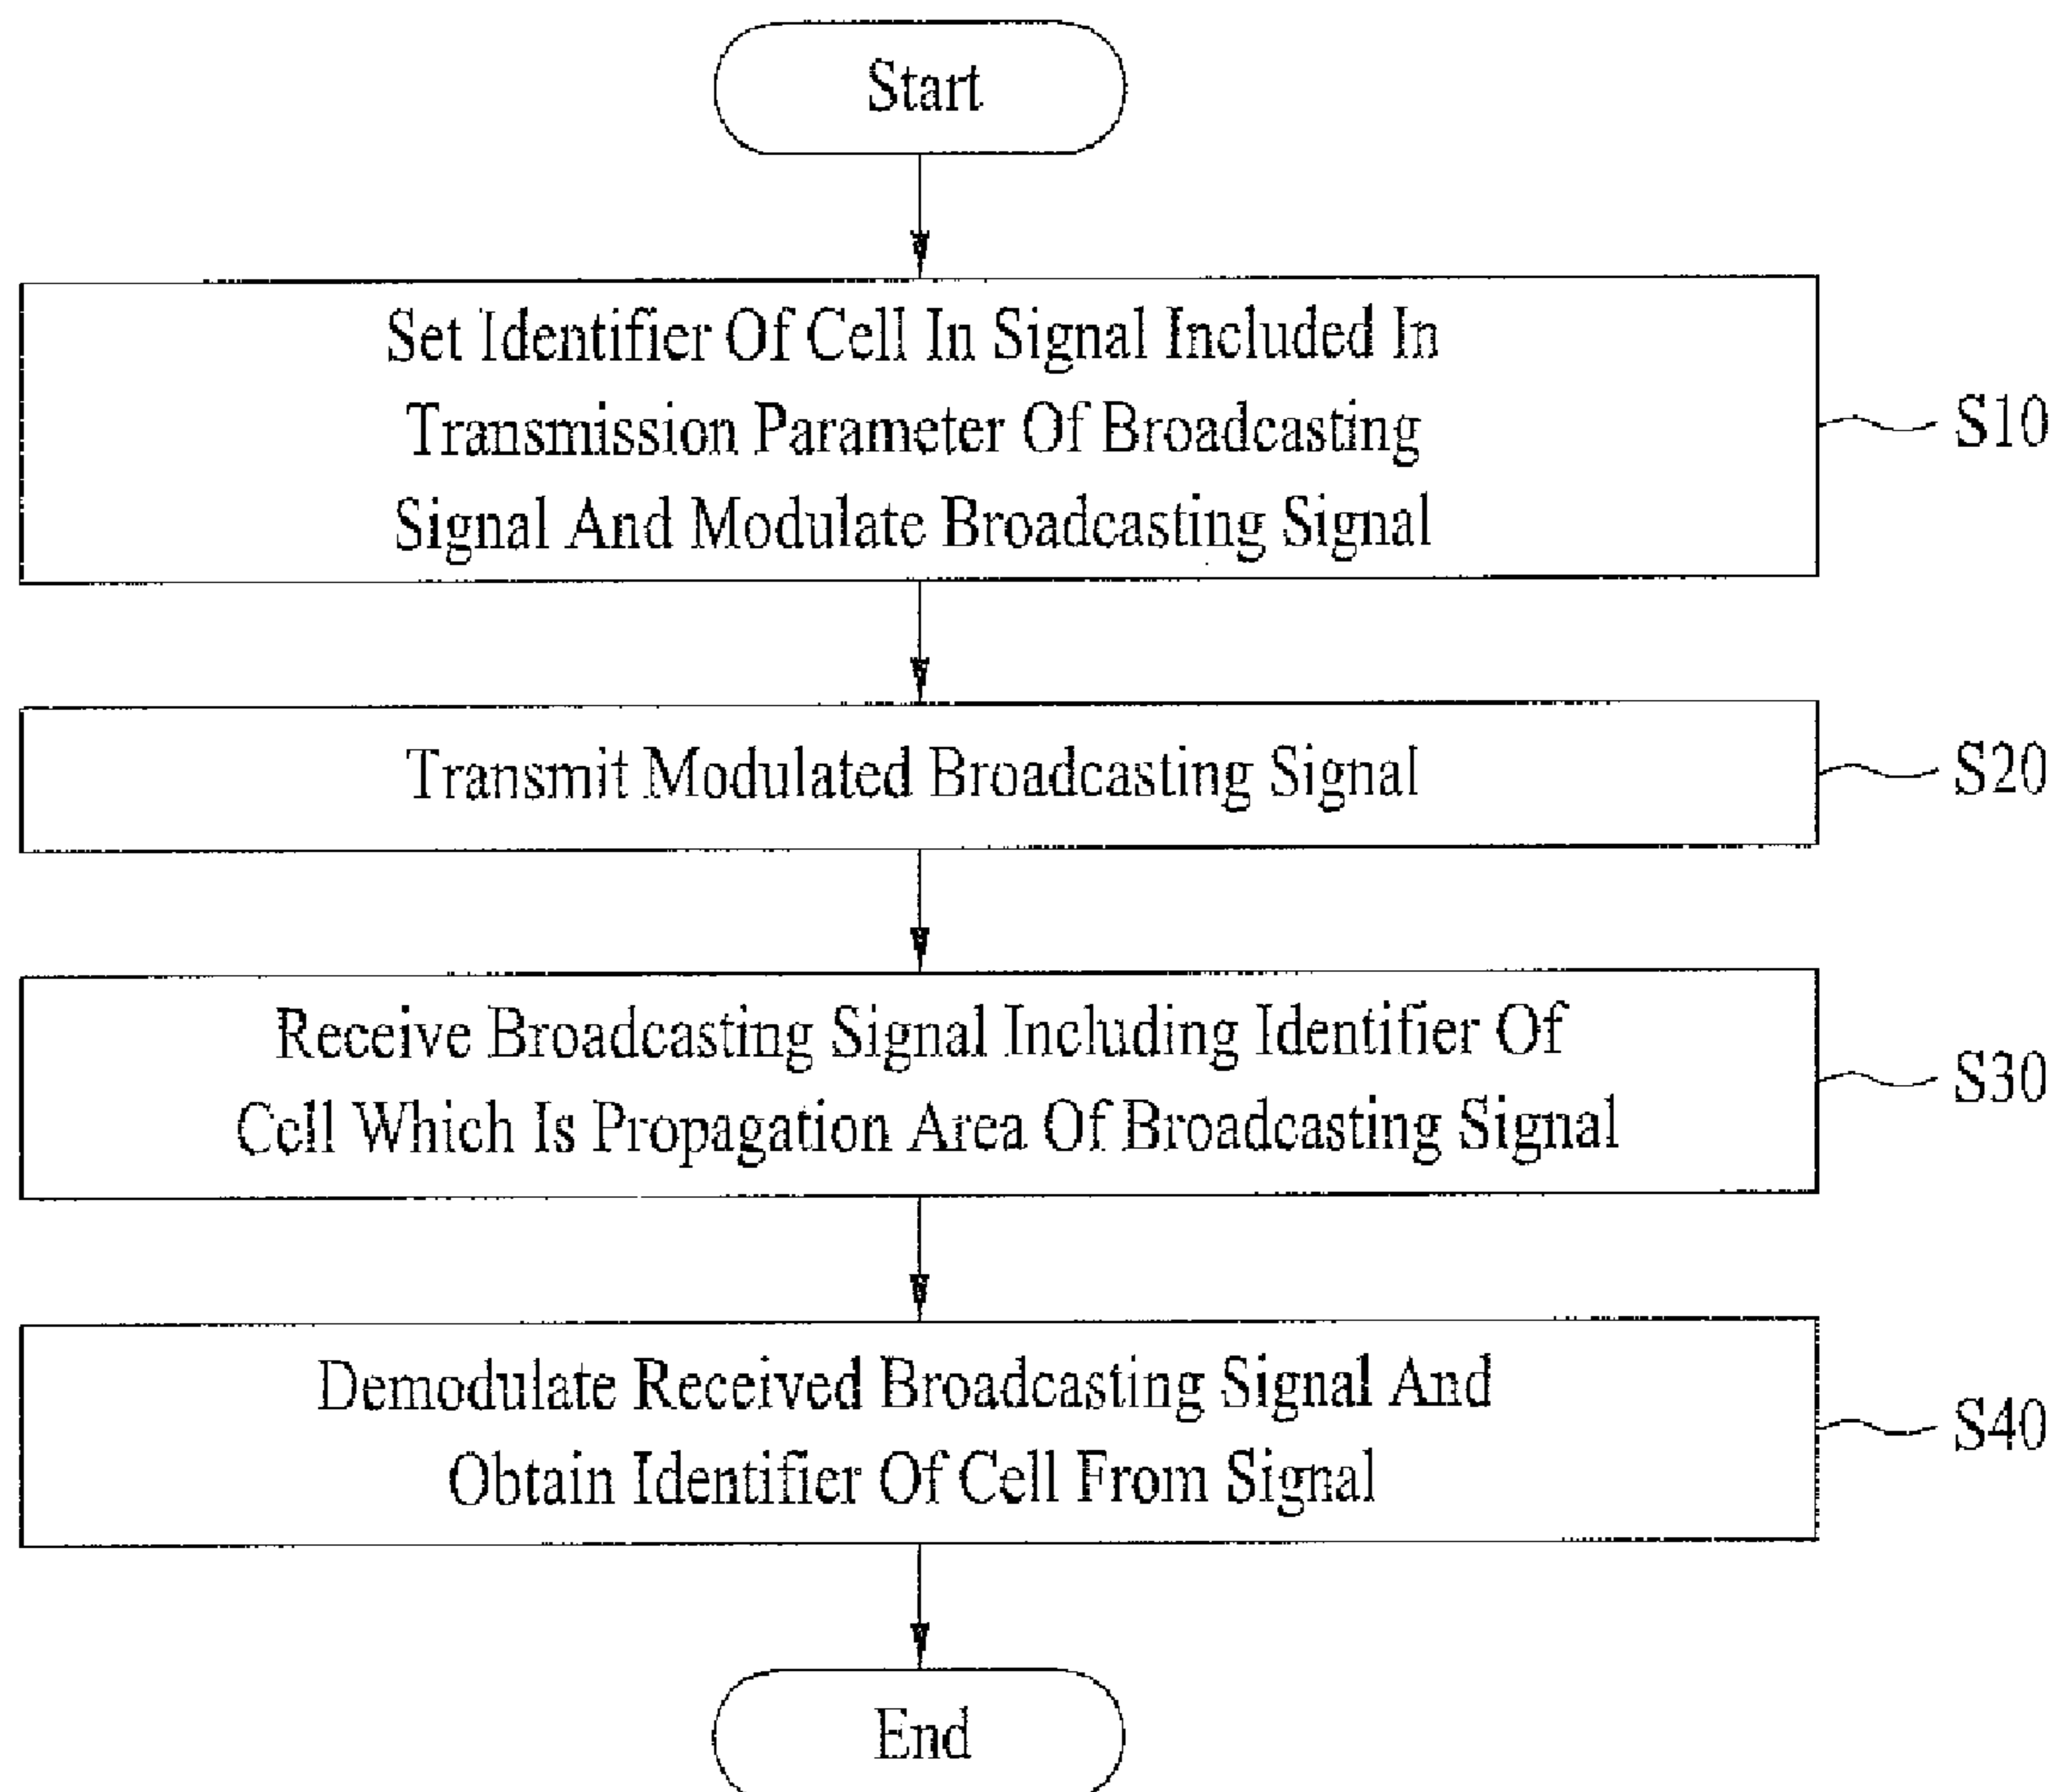 Start
Set Identifier Of Cell In Signal Included In
Transmission Parameter Of Broadcasting
Signal And Modulate Broadcasting Signal
S10
Transmit Modulated Broadcasting Signal
S20
Receive Broadcasting Signal Including Identifier Of
Cell Which Is Propagation Area Of Broadcasting Signal
S30
Demodulate Received Broadcasting Signal And
Obtain Identifier Of Cell From Signal
S40
End